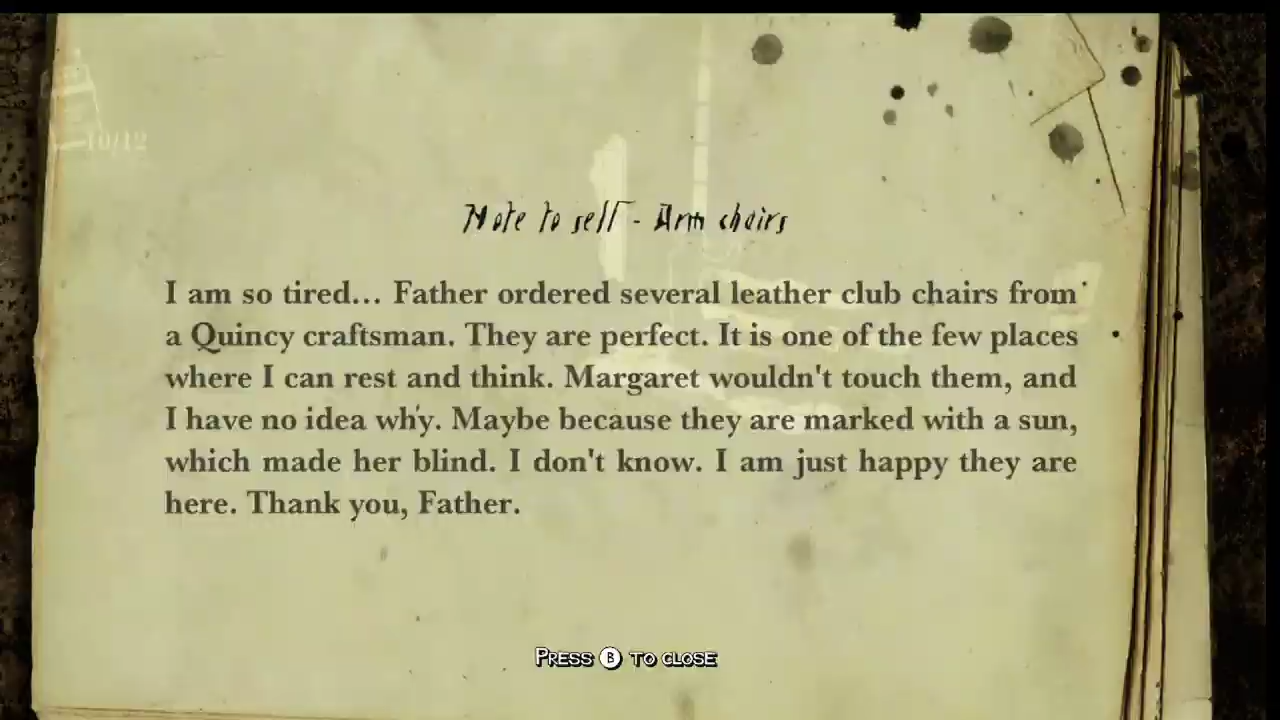 10/12
Note to self - Arm chairs
I am so tired... Father ordered several leather club chairs from
a Quincy craftsman. They are perfect. It is one of the few places
where I can rest and think. Margaret wouldn't touch them, and
I have no idea why. Maybe because they are marked with a sun,
which made her blind. I don't know. I am just happy they are
here. Thank you, Father.
PRESS B TO CLOSE